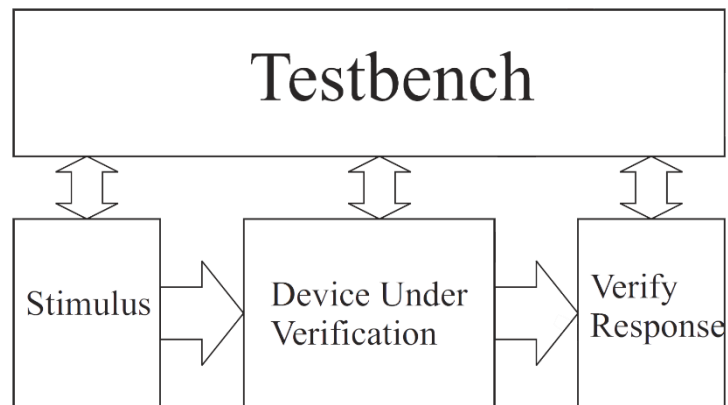 Testbench
Stimulus
Device Under
Verification
Verify
Response